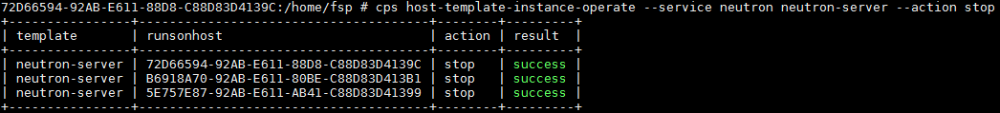 72D66594-92AB-E611-88D8-C88D83D4139C:/home/fsp # cps host-template-instance-operate --service neutron neutron-server --action stop
+----------------+--------------------------------------+--------+---------+
| template       | runsonhost                           | action | result  |
+----------------+--------------------------------------+--------+---------+
| neutron-server | 72D66594-92AB-E611-88D8-C88D83D4139C | stop   | success |
| neutron-server | B6918A70-92AB-E611-80BE-C88D83D413B1 | stop   | success |
| neutron-server | 5E757E87-92AB-E611-AB41-C88D83D41399 | stop   | success |
+----------------+--------------------------------------+--------+---------+